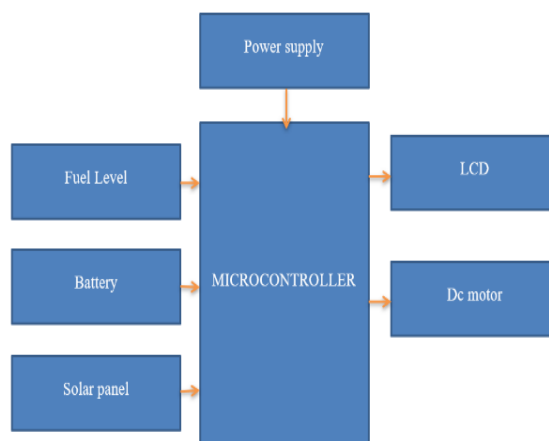 Power supply
Fuel Level
LCD
Battery
MICROCONTROLLER
Dc motor
Solar panel